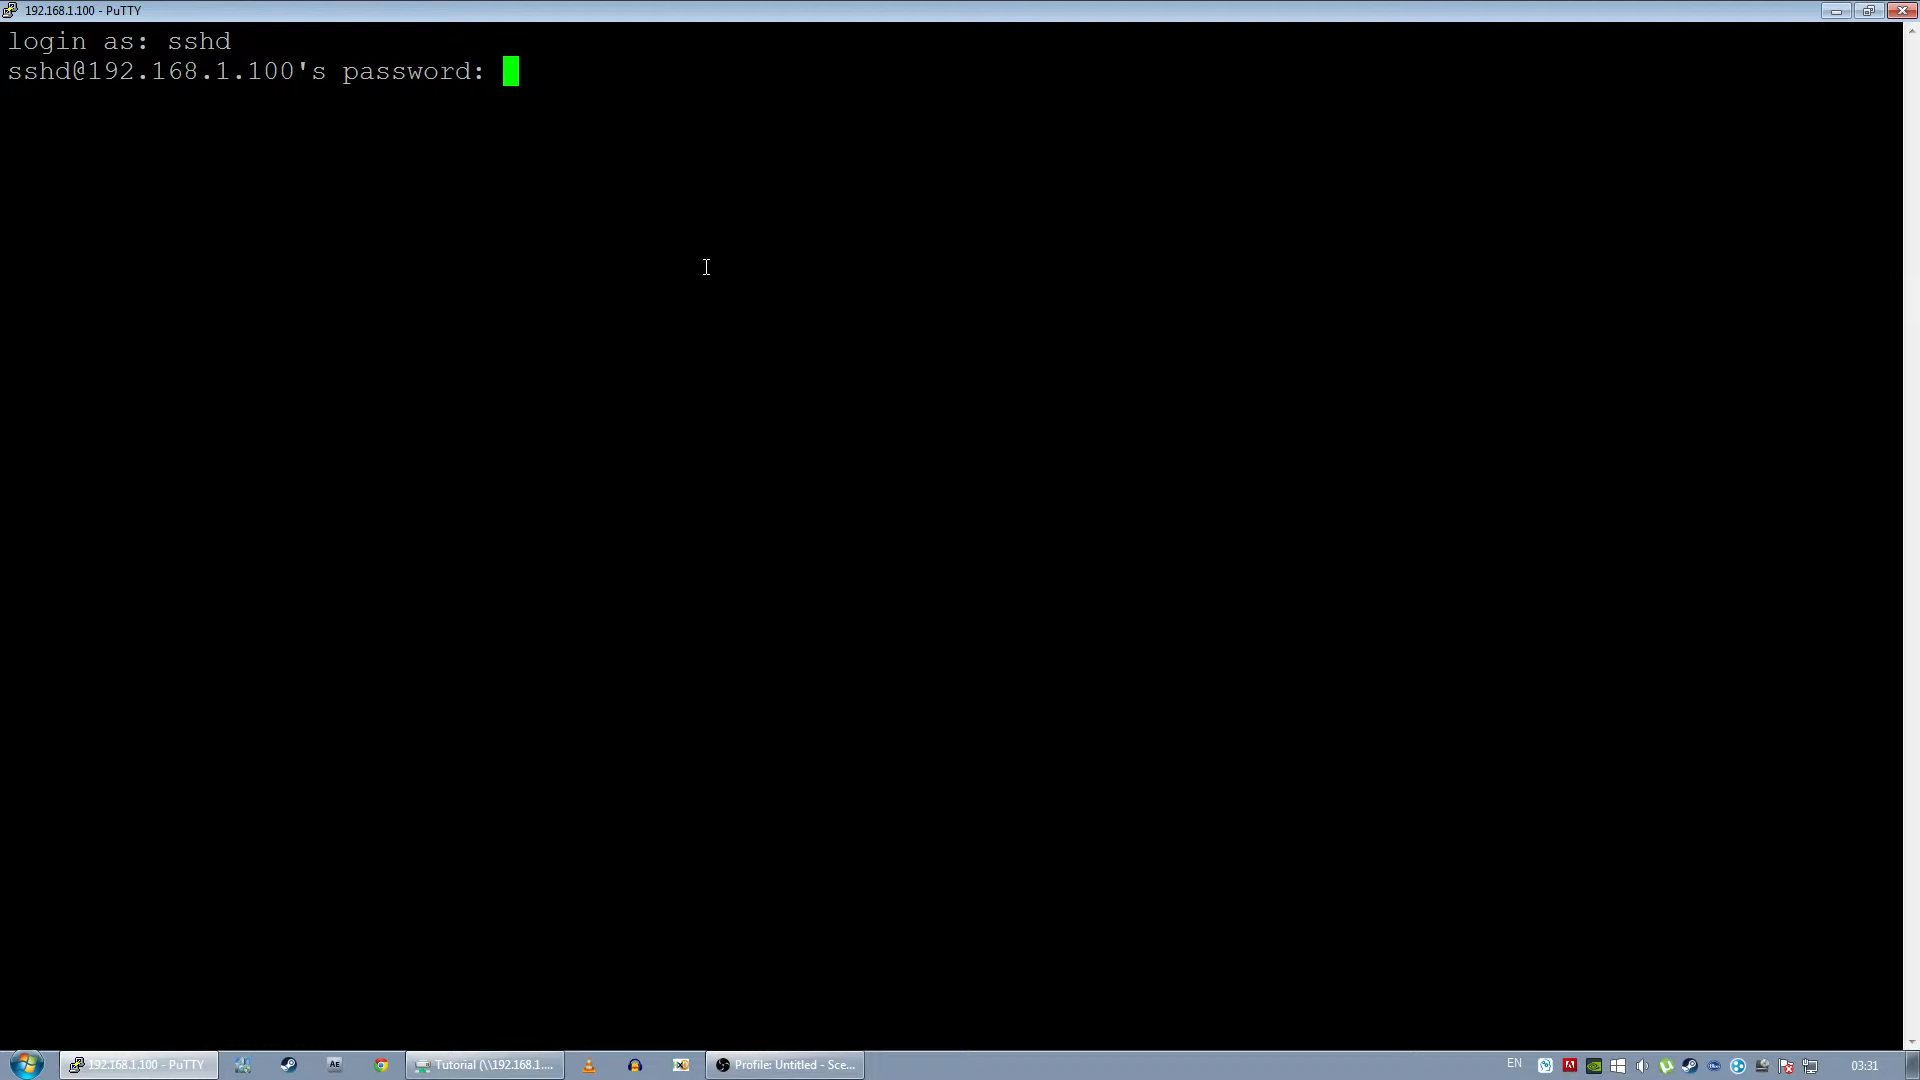 192.168.1.100 - PuTTY
login as: sshd
sshd@192.168.1.100's password:
192.168.1.100 - PuTTY
AE
Tutorial (\\192.168.1....
Profile: Untitled - Sce...
EN
03:31